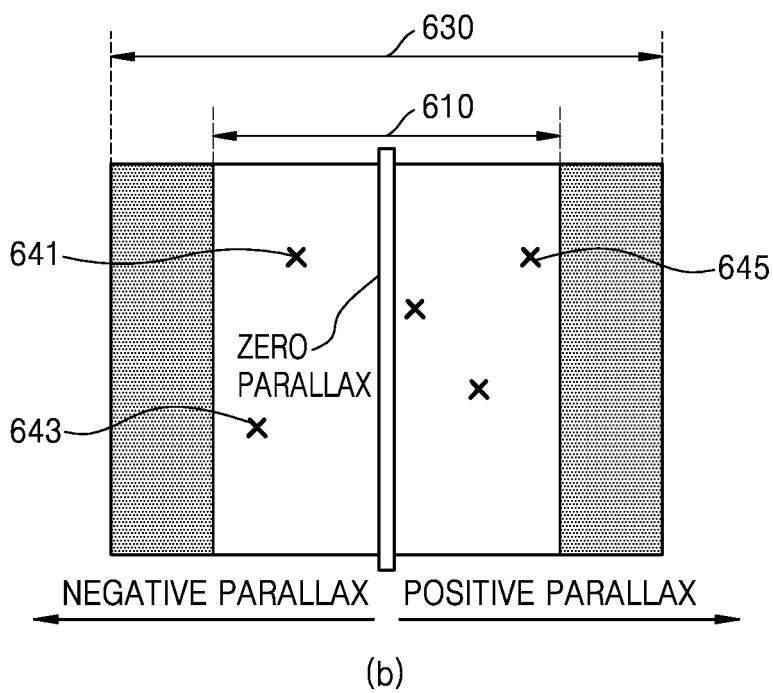 630
610
641
645
ZERO
PARALLAX
643
NEGATIVE PARALLAX
POSITIVE PARALLAX
(b)